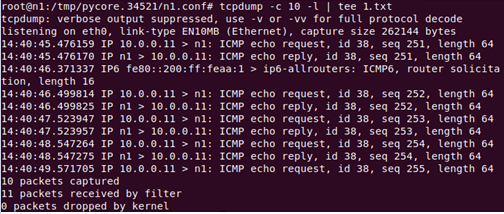 root@n1:/tmp/pycore.34521/n1.conf# tcpdump -c 10 -l | tee 1.txt
tcpdump: verbose output suppressed, use -v or -vv for full protocol decode
listening on eth0, link-type EN10MB (Ethernet), capture size 262144 bytes
14:40:45.476159 IP 10.0.0.11 > n1: ICMP echo request, id 38, seq 251, length 64
14:40:45.476170 IP n1 > 10.0.0.11: ICMP echo reply, id 38, seq 251, length 64
14:40:46.371337 IP6 fe80::200:ff:feaa:1 > ip6-allrouters: ICMP6, router solicita
tion, length 16
14:40:46.499814 IP 10.0.0.11 > n1: ICMP echo request, id 38, seq 252, length 64
14:40:46.499825 IP n1 > 10.0.0.11: ICMP echo reply, id 38, seq 252, length 64
14:40:47.523947 IP 10.0.0.11 > n1: ICMP echo request, id 38, seq 253, length 64
14:40:47.523957 IP n1 > 10.0.0.11: ICMP echo reply, id 38, seq 253, length 64
14:40:48.547264 IP 10.0.0.11 > n1: ICMP echo request, id 38, seq 254, length 64
14:40:48.547275 IP n1 > 10.0.0.11: ICMP echo reply, id 38, seq 254, length 64
14:40:49.571705 IP 10.0.0.11 > n1: ICMP echo request, id 38, seq 255, length 64
10 packets captured
11 packets received by filter
0 packets dropped by kernel